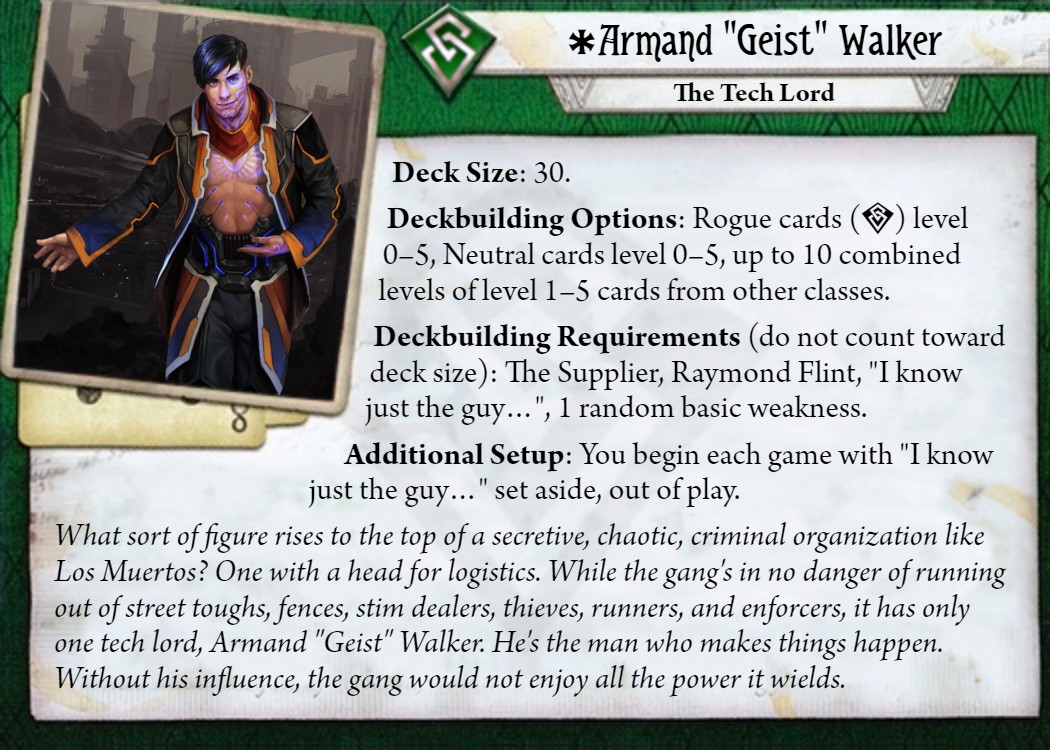 *Armand "Geist" Walker
The Tech Lord
Deck Size: 30.
Deckbuilding Options: Rogue cards () level
0–5, Neutral cards level 0–5, up to 10 combined
levels of level 1–5 cards from other classes.
Deckbuilding Requirements (do not count toward
deck size): The Supplier, Raymond Flint, "I know
just the guy…", 1 random basic weakness.
Additional Setup: You begin each game with "I know
just the guy…" set aside, out of play.
What sort of figure rises to the top of a secretive, chaotic, criminal organization like
Los Muertos? One with a head for logistics. While the gang's in no danger of running
out of street toughs, fences, stim dealers, thieves, runners, and enforcers, it has only
one tech lord, Armand "Geist" Walker. He's the man who makes things happen.
Without his influence, the gang would not enjoy all the power it wields.